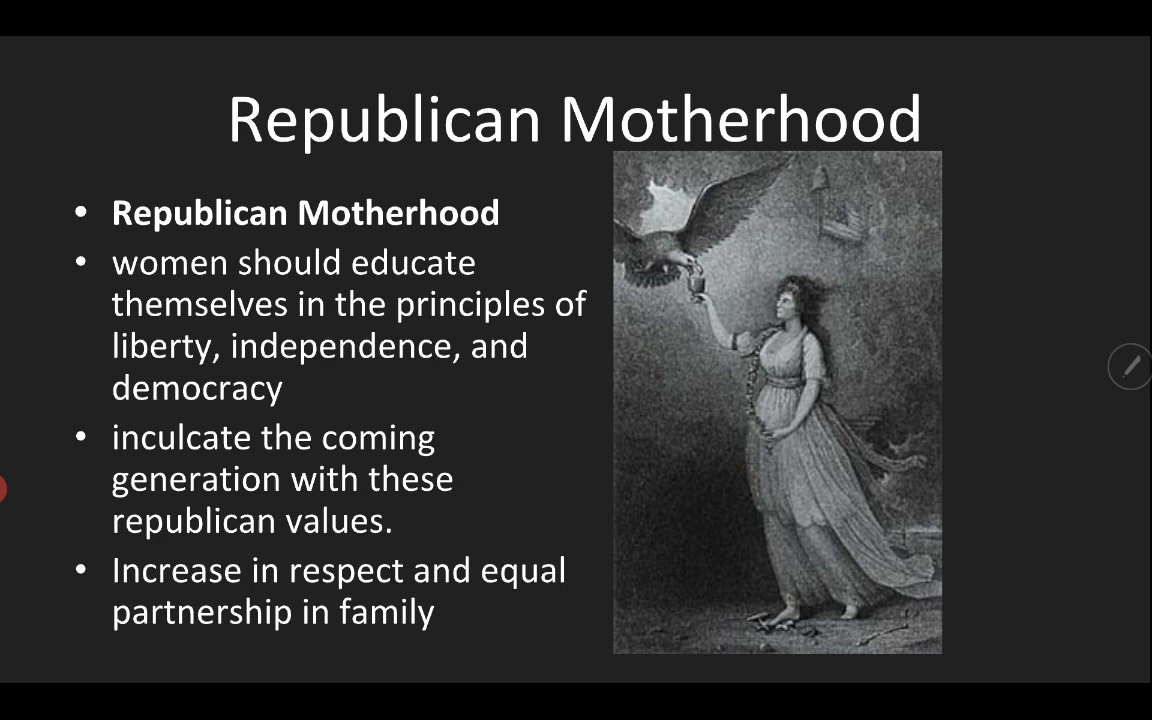 Republican Motherhood
• Republican Motherhood
• women should educate
themselves in the principles of
liberty, independence, and
democracy
• inculcate the coming
generation with these
republican values.
• Increase in respect and equal
partnership in family